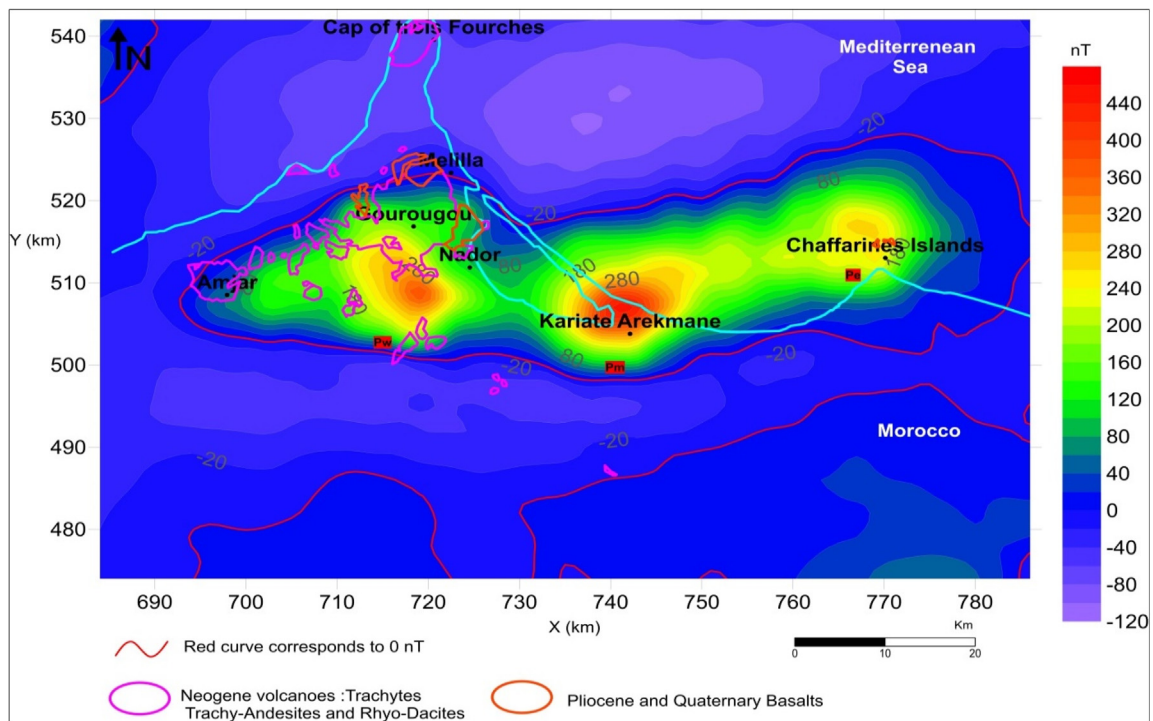 Cap of trois Fourches
N
Mediterrenean
Sea
nT
540
530
520
510
500
490
480
Y (km)
-20
80
Melilla
Gourougou
Nador
Amjar
-20
-20
80
180
280
280
180
Chaffarines Islands
180
Kariate Arekmane
Pw
Pm
Pe
80
-20
-20
-20
-20
Morocco
440
400
360
320
280
240
200
160
120
80
40
0
-40
-80
-120
690
700
710
720
730
740
750
760
770
780
X (km)
Km
0
10
20
Red curve corresponds to 0 nT
Neogene volcanoes :Trachytes
Trachy-Andesites and Rhyo-Dacites
Pliocene and Quaternary Basalts